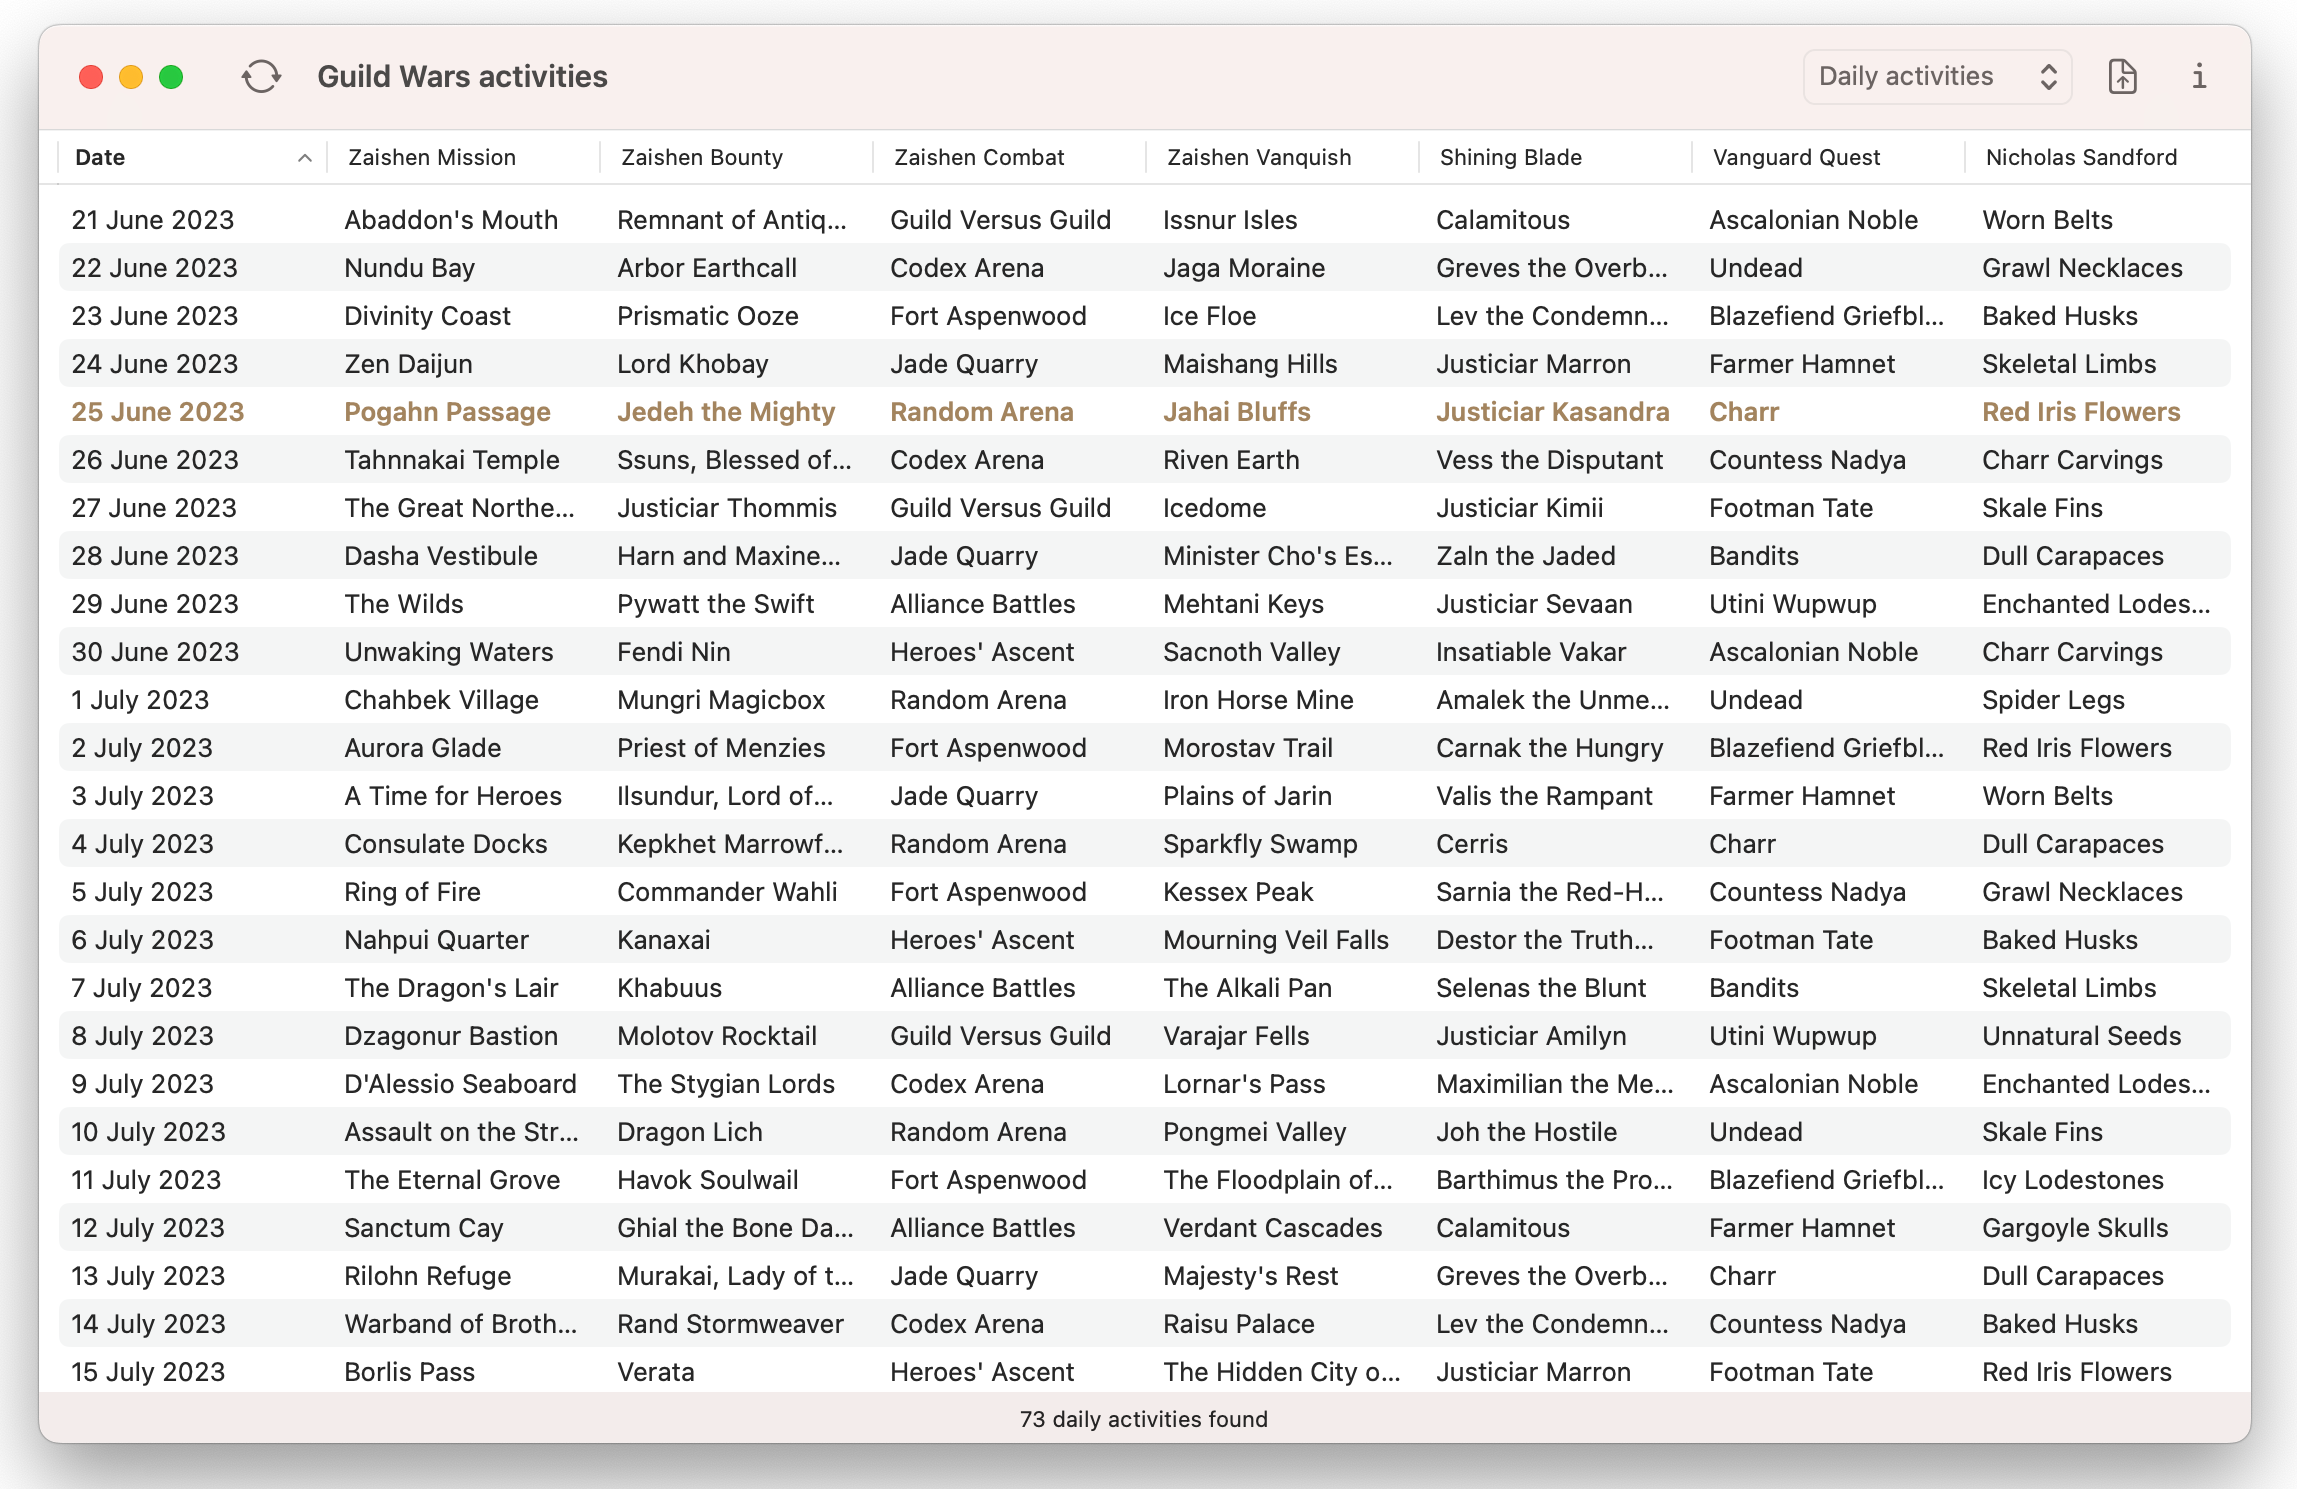 Guild Wars activities Daily activities
Date Zaishen Mission Zaishen Bounty Zaishen Combat Zaishen Vanquish Shining Blade Vanguard Quest Nicholas Sandford
21 June 2023 Abaddon's Mouth Remnant of Antiq... Guild Versus Guild Issnur Isles Calamitous Ascalonian Noble Worn Belts
22 June 2023 Nundu Bay Arbor Earthcall Codex Arena Jaga Moraine Greves the Overb... Undead Grawl Necklaces
23 June 2023 Divinity Coast Prismatic Ooze Fort Aspenwood Ice Floe Lev the Condemn... Blazefiend Griefbl... Baked Husks
24 June 2023 Zen Daijun Lord Khobay Jade Quarry Maishang Hills Justiciar Marron Farmer Hamnet Skeletal Limbs
25 June 2023 Pogahn Passage Jedeh the Mighty Random Arena Jahai Bluffs Justiciar Kasandra Charr Red Iris Flowers
26 June 2023 Tahnnakai Temple Ssuns, Blessed of... Codex Arena Riven Earth Vess the Disputant Countess Nadya Charr Carvings
27 June 2023 The Great Northe... Justiciar Thommis Guild Versus Guild Icedome Justiciar Kimii Footman Tate Skale Fins
28 June 2023 Dasha Vestibule Harn and Maxine... Jade Quarry Minister Cho's Es... Zaln the Jaded Bandits Dull Carapaces
29 June 2023 The Wilds Pywatt the Swift Alliance Battles Mehtani Keys Justiciar Sevaan Utini Wupwup Enchanted Lodes...
30 June 2023 Unwaking Waters Fendi Nin Heroes' Ascent Sacnoth Valley Insatiable Vakar Ascalonian Noble Charr Carvings
1 July 2023 Chahbek Village Mungri Magicbox Random Arena Iron Horse Mine Amalek the Unme... Undead Spider Legs
2 July 2023 Aurora Glade Priest of Menzies Fort Aspenwood Morostav Trail Carnak the Hungry Blazefiend Griefbl... Red Iris Flowers
3 July 2023 A Time for Heroes Ilsundur, Lord of... Jade Quarry Plains of Jarin Valis the Rampant Farmer Hamnet Worn Belts
4 July 2023 Consulate Docks Kepkhet Marrowf... Random Arena Sparkfly Swamp Cerris Charr Dull Carapaces
5 July 2023 Ring of Fire Commander Wahli Fort Aspenwood Kessex Peak Sarnia the Red-H... Countess Nadya Grawl Necklaces
6 July 2023 Nahpui Quarter Kanaxai Heroes' Ascent Mourning Veil Falls Destor the Truth... Footman Tate Baked Husks
7 July 2023 The Dragon's Lair Khabuus Alliance Battles The Alkali Pan Selenas the Blunt Bandits Skeletal Limbs
8 July 2023 Dzagonur Bastion Molotov Rocktail Guild Versus Guild Varajar Fells Justiciar Amilyn Utini Wupwup Unnatural Seeds
9 July 2023 D'Alessio Seaboard The Stygian Lords Codex Arena Lornar's Pass Maximilian the Me... Ascalonian Noble Enchanted Lodes...
10 July 2023 Assault on the Str... Dragon Lich Random Arena Pongmei Valley Joh the Hostile Undead Skale Fins
11 July 2023 The Eternal Grove Havok Soulwail Fort Aspenwood The Floodplain of... Barthimus the Pro... Blazefiend Griefbl... Icy Lodestones
12 July 2023 Sanctum Cay Ghial the Bone Da... Alliance Battles Verdant Cascades Calamitous Farmer Hamnet Gargoyle Skulls
13 July 2023 Rilohn Refuge Murakai, Lady of t... Jade Quarry Majesty's Rest Greves the Overb... Charr Dull Carapaces
14 July 2023 Warband of Broth... Rand Stormweaver Codex Arena Raisu Palace Lev the Condemn... Countess Nadya Baked Husks
15 July 2023 Borlis Pass Verata Heroes' Ascent The Hidden City o... Justiciar Marron Footman Tate Red Iris Flowers
73 daily activities found